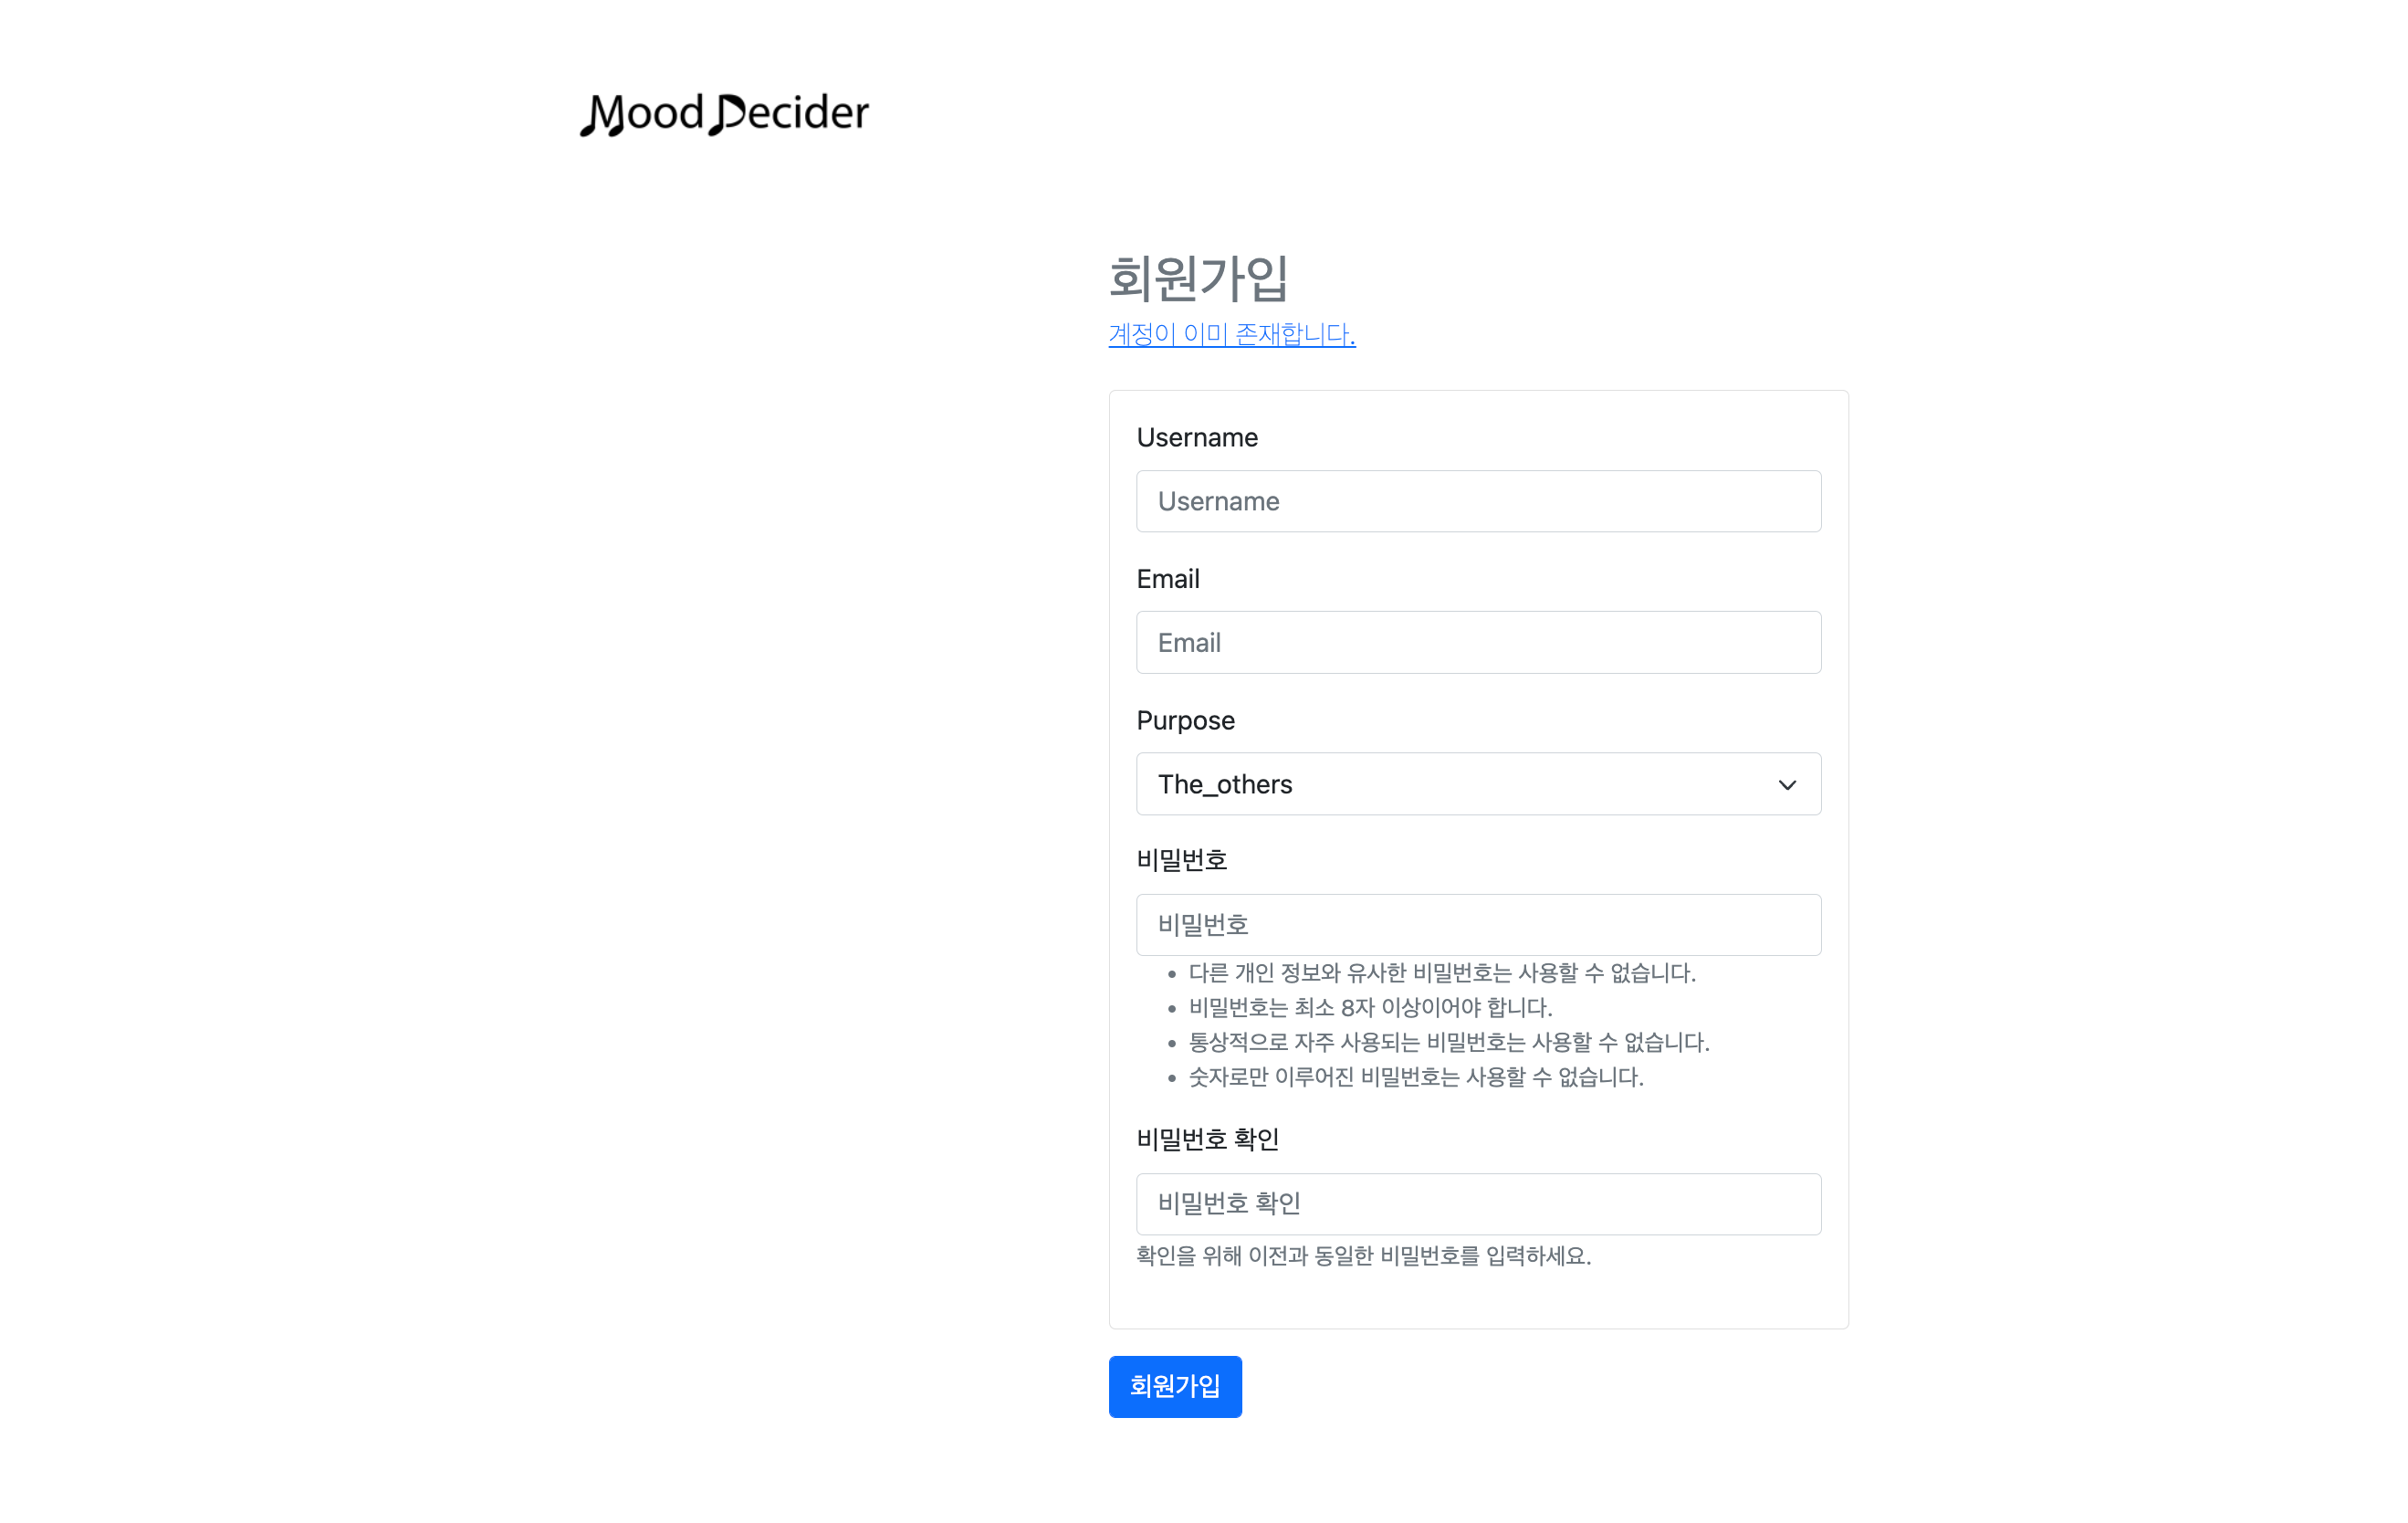 Mood Decider
회원가입
계정이 이미 존재합니다.
Username
Username
Email
Email
Purpose
The_others
비밀번호
비밀번호
다른 개인 정보와 유사한 비밀번호는 사용할 수 없습니다.
비밀번호는 최소 8자 이상이어야 합니다.
통상적으로 자주 사용되는 비밀번호는 사용할 수 없습니다.
숫자로만 이루어진 비밀번호는 사용할 수 없습니다.
비밀번호 확인
비밀번호 확인
확인을 위해 이전과 동일한 비밀번호를 입력하세요.
회원가입